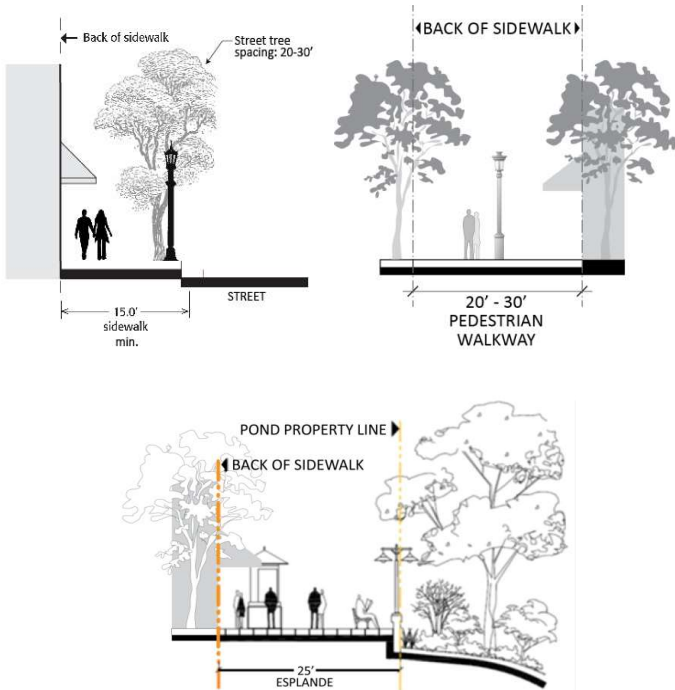 Back of sidewalk
Street tree
spacing: 20-30’
STREET
15.0’
sidewalk
min.
BACK OF SIDEWALK
20’ - 30’
PEDESTRIAN
WALKWAY
POND PROPERTY LINE
BACK OF SIDEWALK
25’
ESPLANDE